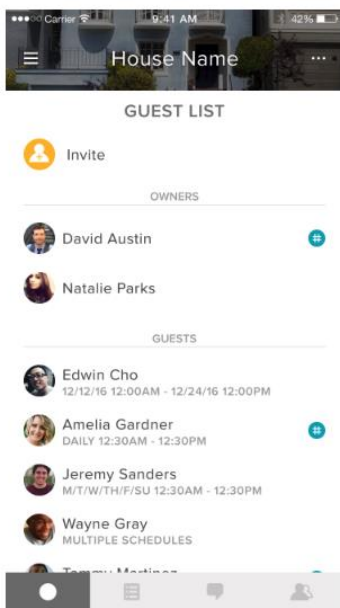 Carrier 9:41 AM 42%
House Name
GUEST LIST
Invite
OWNERS
David Austin
#
Natalie Parks
GUESTS
Edwin Cho
12/12/16 12:00AM - 12/24/16 12:00PM
Amelia Gardner
#
DAILY 12:30AM - 12:30PM
Jeremy Sanders
M/T/W/TH/F/SU 12:30AM - 12:30PM
Wayne Gray
MULTIPLE SCHEDULES
Tommy Martinez